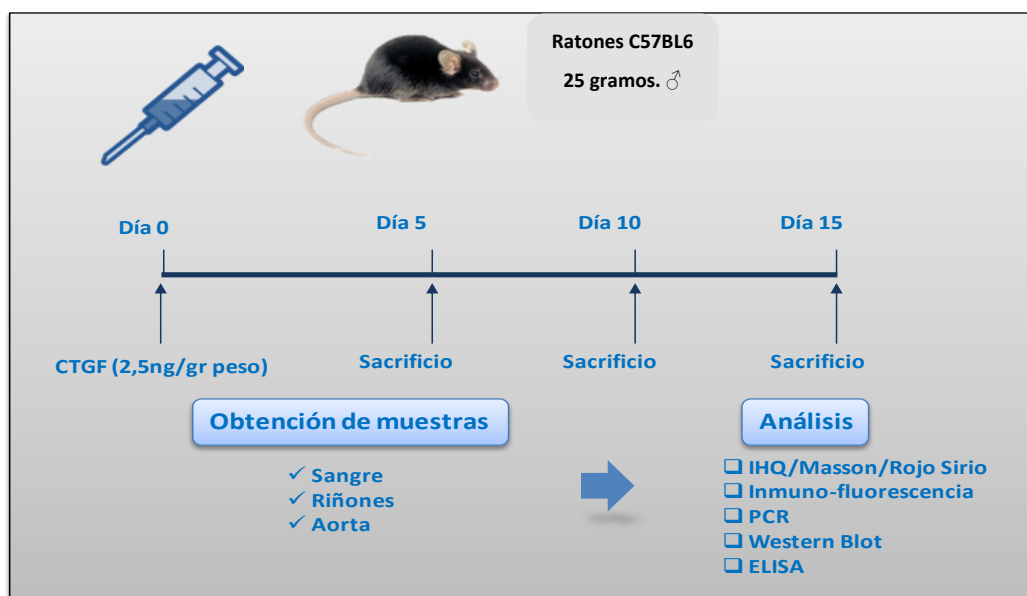 Ratones C57BL6
25 gramos. ♂
Día 0
Día 5
Día 10
Día 15
CTGF (2,5ng/gr peso)
Sacrificio
Sacrificio
Sacrificio
Obtención de muestras
Sangre
Riñones
Aorta
Análisis
IHQ/Masson/Rojo Sirio
Inmuno-fluorescencia
PCR
Western Blot
ELISA